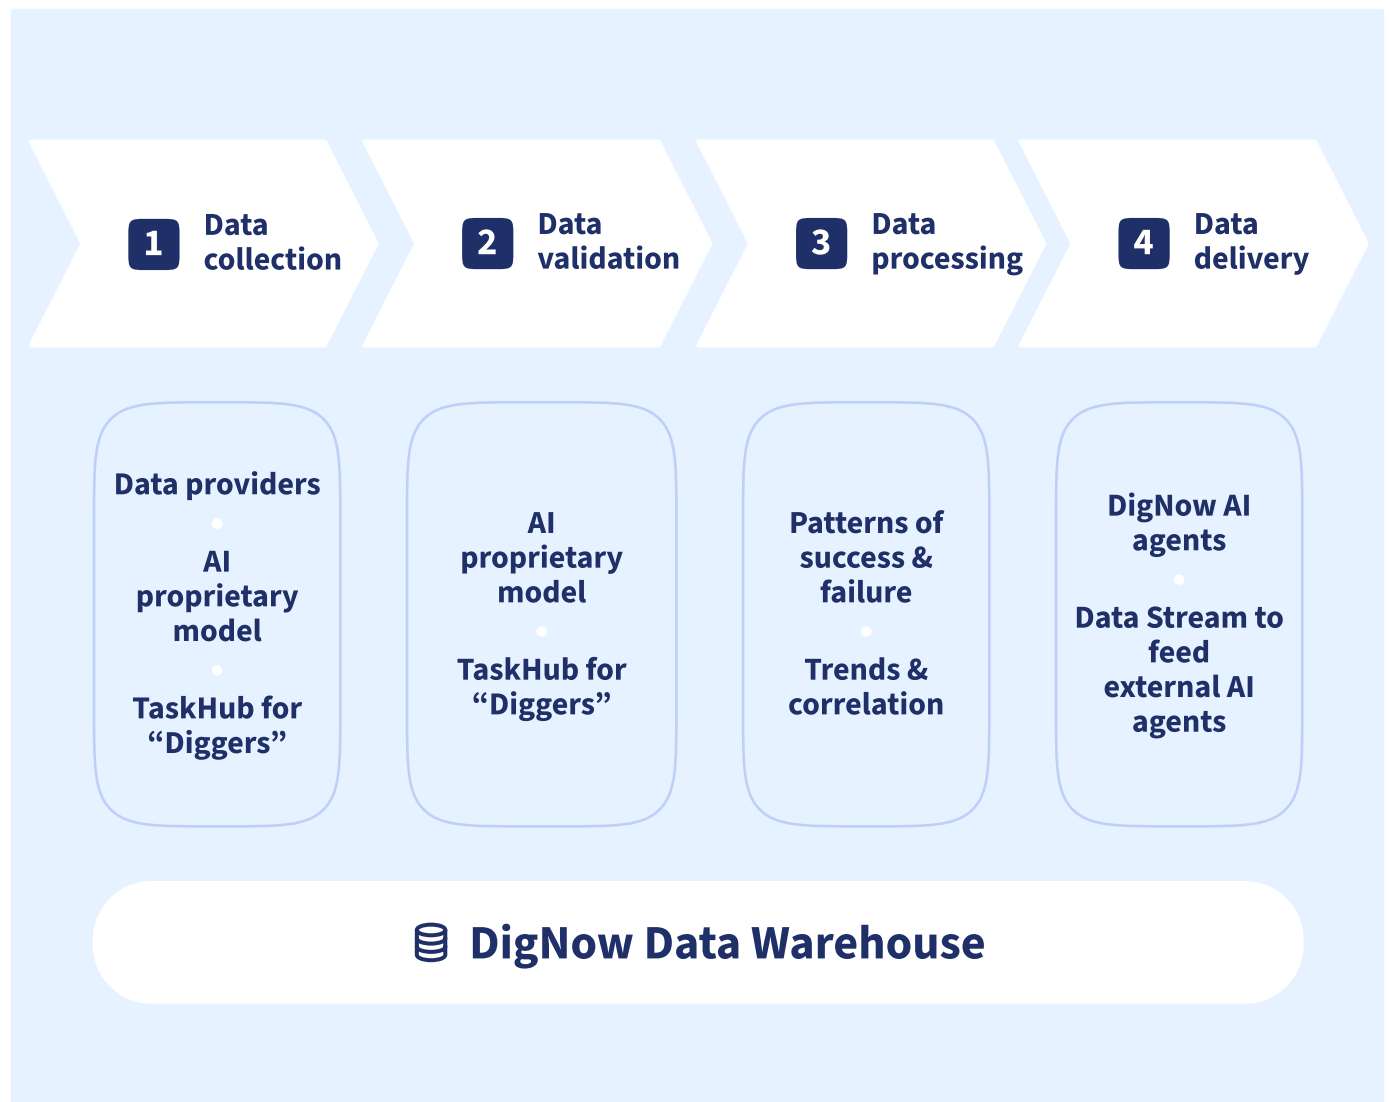 1
Data
collection
2
Data
validation
3
Data
processing
4
Data
delivery
Data providers
AI
proprietary
model
TaskHub for
“Diggers”
AI
proprietary
model
TaskHub for
“Diggers”
Patterns of
success &
failure
Trends &
correlation
DigNow AI
agents
Data Stream to
feed
external AI
agents
DigNow Data Warehouse